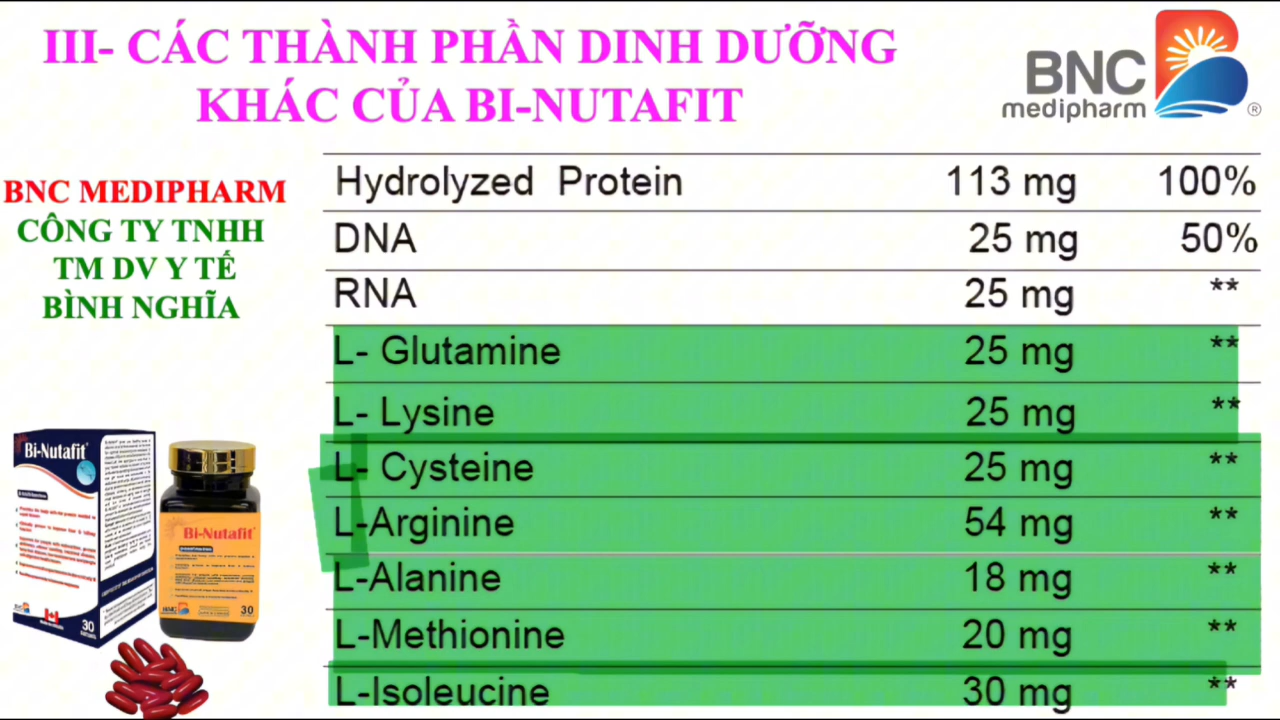 III- CÁC THÀNH PHẦN DINH DƯỠNG
KHÁC CỦA BI-NUTAFIT
BNC
medipharm
®
BNC MEDIPHARM
CÔNG TY TNHH
TM DV Y TẾ
BÌNH NGHĨA
Hydrolyzed Protein 113 mg 100%
DNA 25 mg 50%
RNA 25 mg **
L- Glutamine 25 mg **
L- Lysine 25 mg **
L- Cysteine 25 mg **
L-Arginine 54 mg **
L-Alanine 18 mg **
L-Methionine 20 mg **
L-Isoleucine 30 mg **
Bi-Nutafit®
30
Bi-Nutafit®
BNC
30